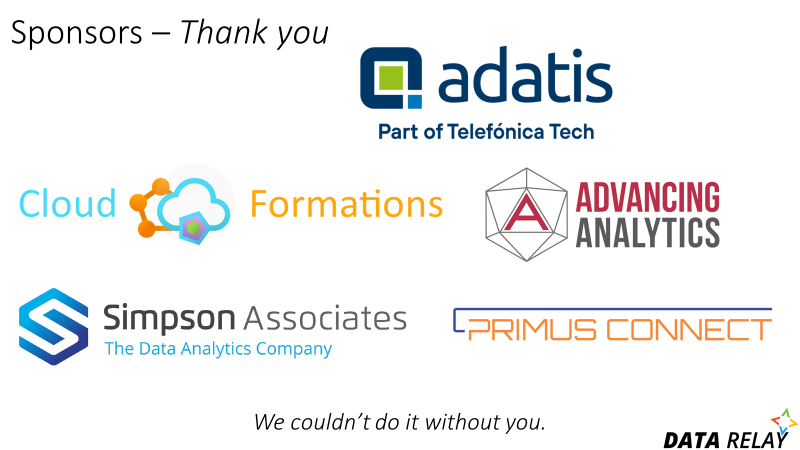 Sponsors – Thank you
adatis
Part of Telefónica Tech
Cloud Formations
A
ADVANCING
ANALYTICS
Simpson Associates
The Data Analytics Company
PRIMUS CONNECT
We couldn't do it without you.
DATA RELAY